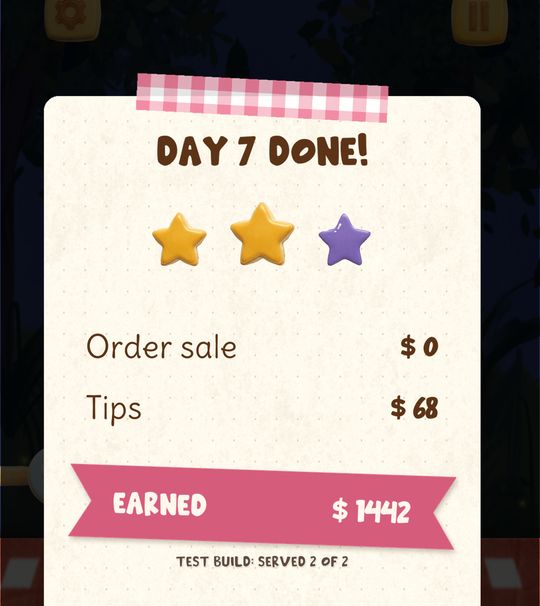 DAY 7 DONE!
Order sale $ 0
Tips $ 68
EARNED $ 1442
TEST BUILD: SERVED 2 OF 2